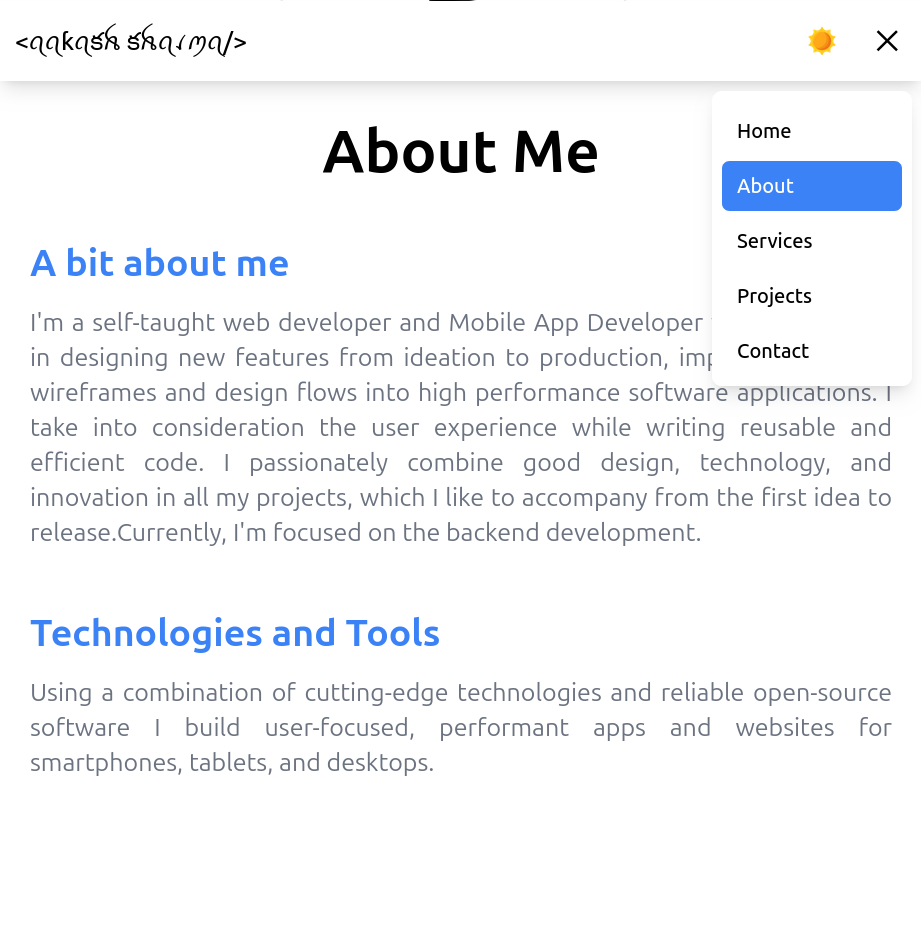 <aakash sharma/>
About Me
Home
About
Services
Projects
Contact
A bit about me
I'm a self-taught web developer and Mobile App Developer
in designing new features from ideation to production,
wireframes and design flows into high performance software applications. I
take into consideration the user experience while writing reusable and
efficient code. I passionately combine good design, technology, and
innovation in all my projects, which I like to accompany from the first idea to
release.Currently, I'm focused on the backend development.
Technologies and Tools
Using a combination of cutting-edge technologies and reliable open-source
software I build user-focused, performant apps and websites for
smartphones, tablets, and desktops.